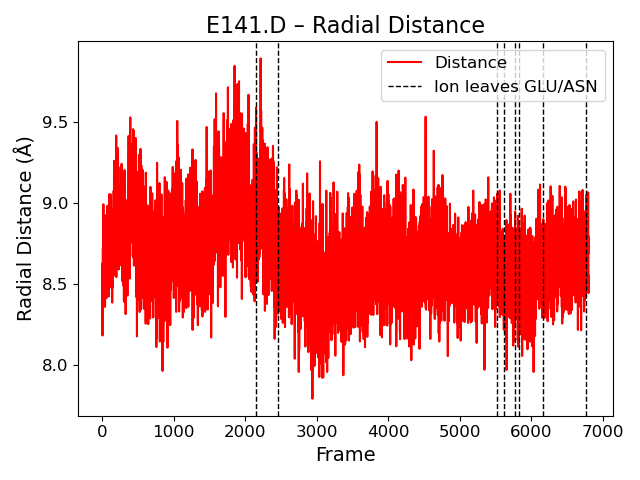 E141.D – Radial Distance
Distance
Ion leaves GLU/ASN
Radial Distance (Å)
9.5
9.0
8.5
8.0
0 1000 2000 3000 4000 5000 6000 7000
Frame